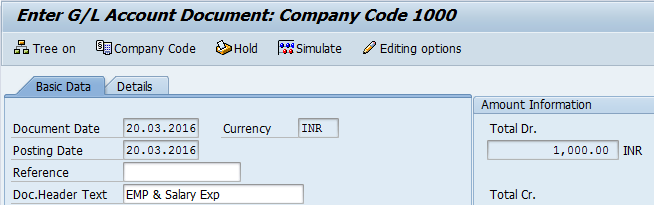 Enter G/L Account Document: Company Code 1000
Tree on Company Code Hold Simulate Editing options
Basic Data Details
Amount Information
Document Date 20.03.2016 Currency INR
Total Dr.
Posting Date 20.03.2016
1,000.00 INR
Reference
Doc.Header Text EMP & Salary Exp
Total Cr.